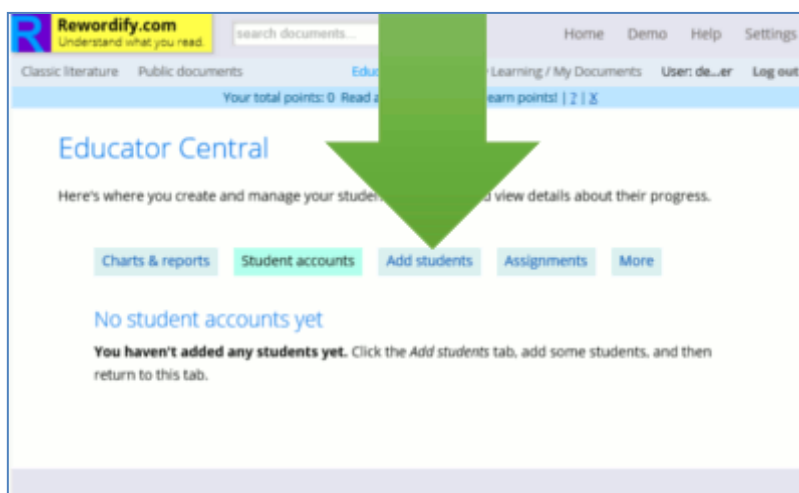 Rewordify.com
Understand what you read.
search documents...
Home Demo Help Settings
Classic literature Public documents Learning / My Documents User: de...er Log out
Your total points: 0 Read earn points! | ? | X
Educator Central
Here's where you create and manage your view details about their progress.
Charts & reports Student accounts Add students Assignments More
No student accounts yet
You haven't added any students yet. Click the Add students tab, add some students, and then
return to this tab.